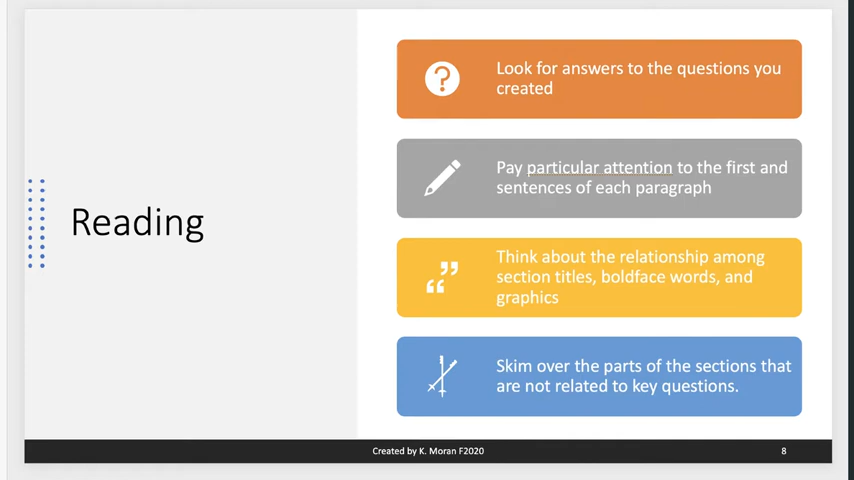 Reading
Look for answers to the questions you
created
Pay particular attention to the first and
sentences of each paragraph
Think about the relationship among
section titles, boldface words, and
graphics
Skim over the parts of the sections that
are not related to key questions.
Created by K. Moran F2020
8